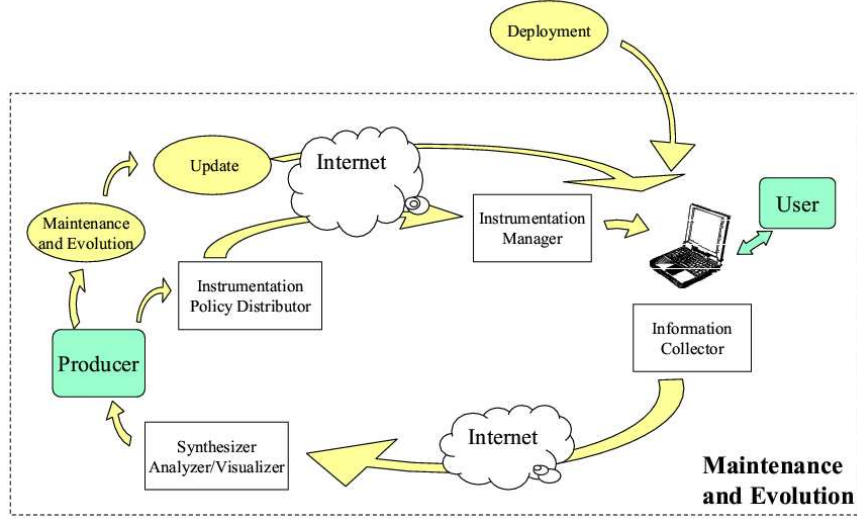 Deployment
Update
Internet
Maintenance
and Evolution
Instrumentation
Manager
User
Instrumentation
Policy Distributor
Producer
Information
Collector
Synthesizer
Analyzer/Visualizer
Internet
Maintenance
and Evolution